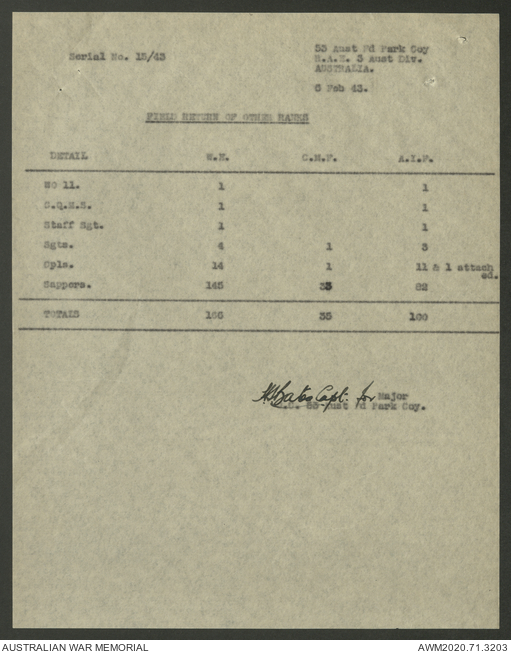 Serial No. 15/43
53 Aust Fd Park Coy
R.A.E. 3 Aust Div.
AUSTRALIA.
6 Feb 43.
FIELD RETURN OF OTHER RANKS
DETAIL W.E. C.M.F. A.I.F.
WO 11. 1 1
S.Q.M.S. 1 1
Staff Sgt. 1 1
Sgts. 4 1 3
Cpls. 14 1 11 & 1 attach
ed.
Sappers. 145 33 82
TOTALS 166 35 100
Capt. for Major
Aust Fd Park Coy.
AUSTRALIAN WAR MEMORIAL
AWM2020.71.3203